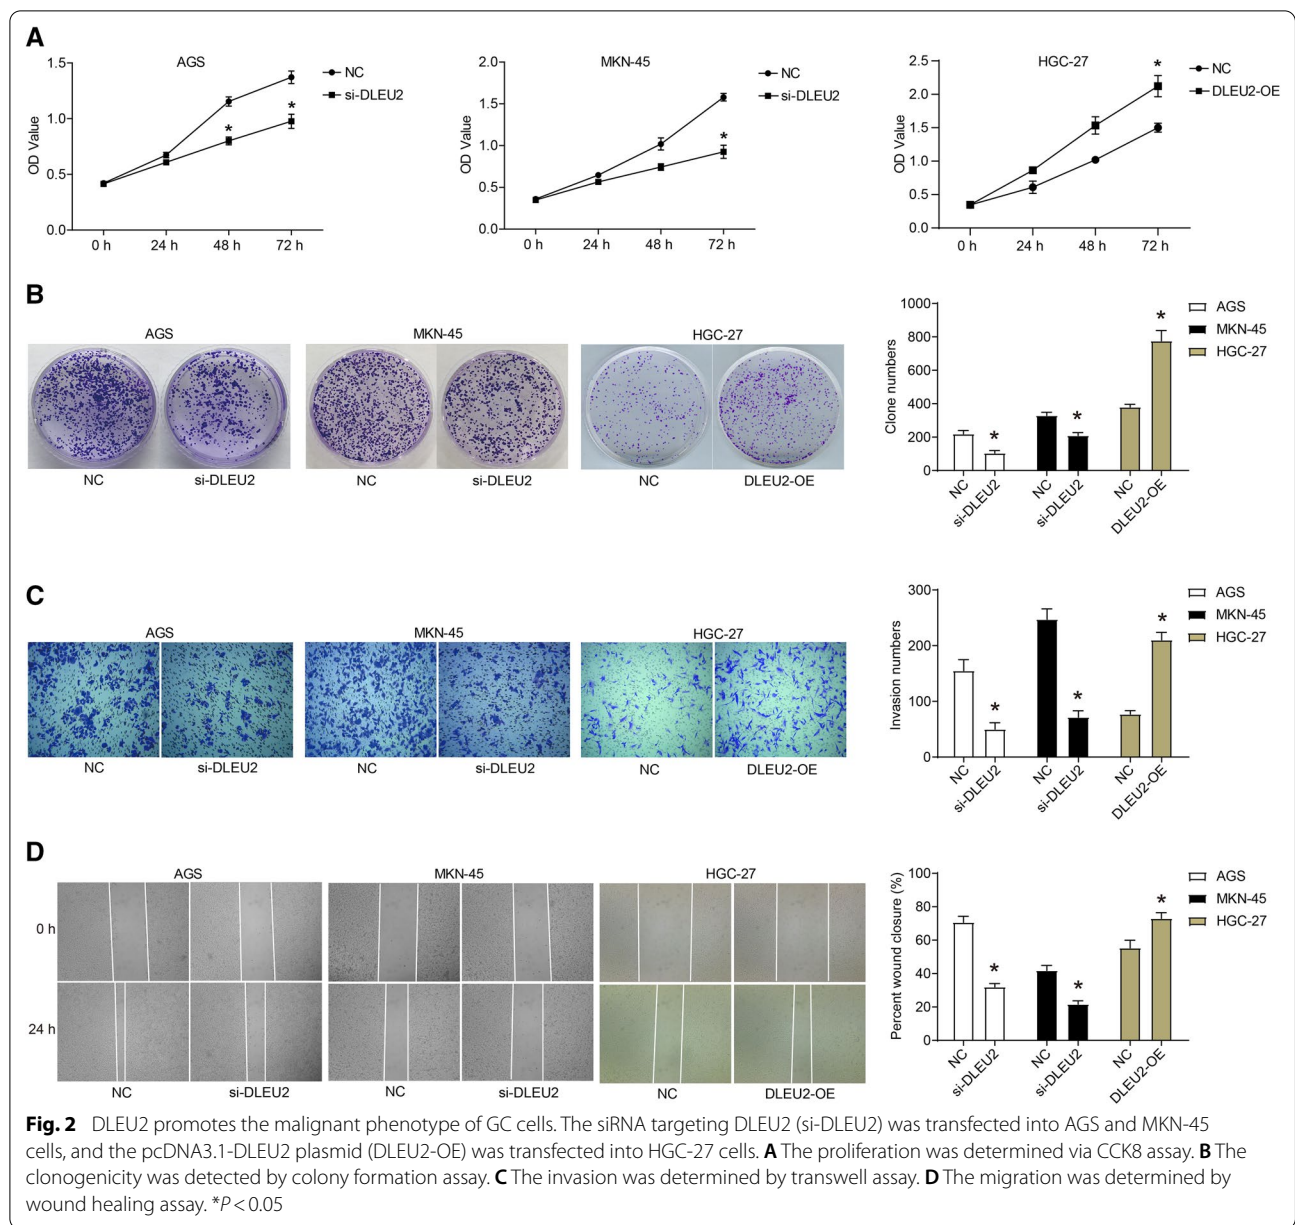 A
AGS
OD Value
1.5
1.0
0.5
0.0
0 h 24 h 48 h 72 h
NC
si-DLEU2
* *
MKN-45
OD Value
2.0
1.5
1.0
0.5
0.0
0 h 24 h 48 h 72 h
NC
si-DLEU2
*
HGC-27
OD Value
2.5
2.0
1.5
1.0
0.5
0.0
0 h 24 h 48 h 72 h
NC
DLEU2-OE
*
B
AGS MKN-45 HGC-27
NC si-DLEU2 NC si-DLEU2 NC DLEU2-OE
Clone numbers
1000
800
600
400
200
0
* * *
NC si-DLEU2 NC si-DLEU2 NC DLEU2-OE
AGS
MKN-45
HGC-27
C
AGS MKN-45 HGC-27
NC si-DLEU2 NC si-DLEU2 NC DLEU2-OE
Invasion numbers
300
200
100
0
* * *
NC si-DLEU2 NC si-DLEU2 NC DLEU2-OE
AGS
MKN-45
HGC-27
D
AGS MKN-45 HGC-27
0 h
24 h
NC si-DLEU2 NC si-DLEU2 NC DLEU2-OE
Percent wound closure (%)
100
80
60
40
20
0
* * *
NC si-DLEU2 NC si-DLEU2 NC DLEU2-OE
AGS
MKN-45
HGC-27
Fig. 2 DLEU2 promotes the malignant phenotype of GC cells. The siRNA targeting DLEU2 (si-DLEU2) was transfected into AGS and MKN-45
cells, and the pcDNA3.1-DLEU2 plasmid (DLEU2-OE) was transfected into HGC-27 cells. A The proliferation was determined via CCK8 assay. B The
clonogenicity was detected by colony formation assay. C The invasion was determined by transwell assay. D The migration was determined by
wound healing assay. *P < 0.05